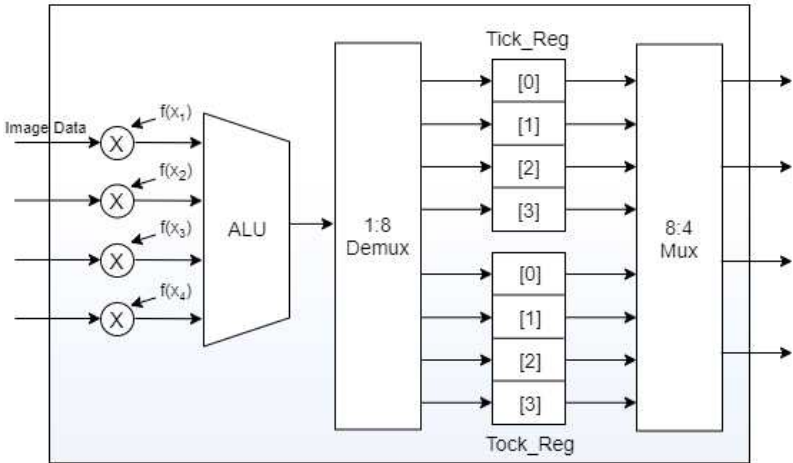 Tick_Reg
Image Data
f(x₁)
X
f(x₂)
X
f(x₃)
X
f(x₄)
X
ALU
1:8
Demux
[0]
[1]
[2]
[3]
[0]
[1]
[2]
[3]
Tock_Reg
8:4
Mux